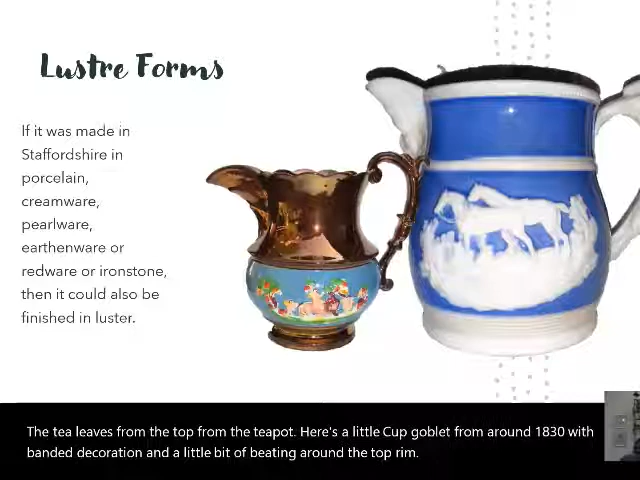 Lustre Forms
If it was made in
Staffordshire in
porcelain,
creamware,
pearlware,
earthenware or
redware or ironstone,
then it could also be
finished in luster.
The tea leaves from the top from the teapot. Here's a little Cup goblet from around 1830 with
banded decoration and a little bit of beating around the top rim.